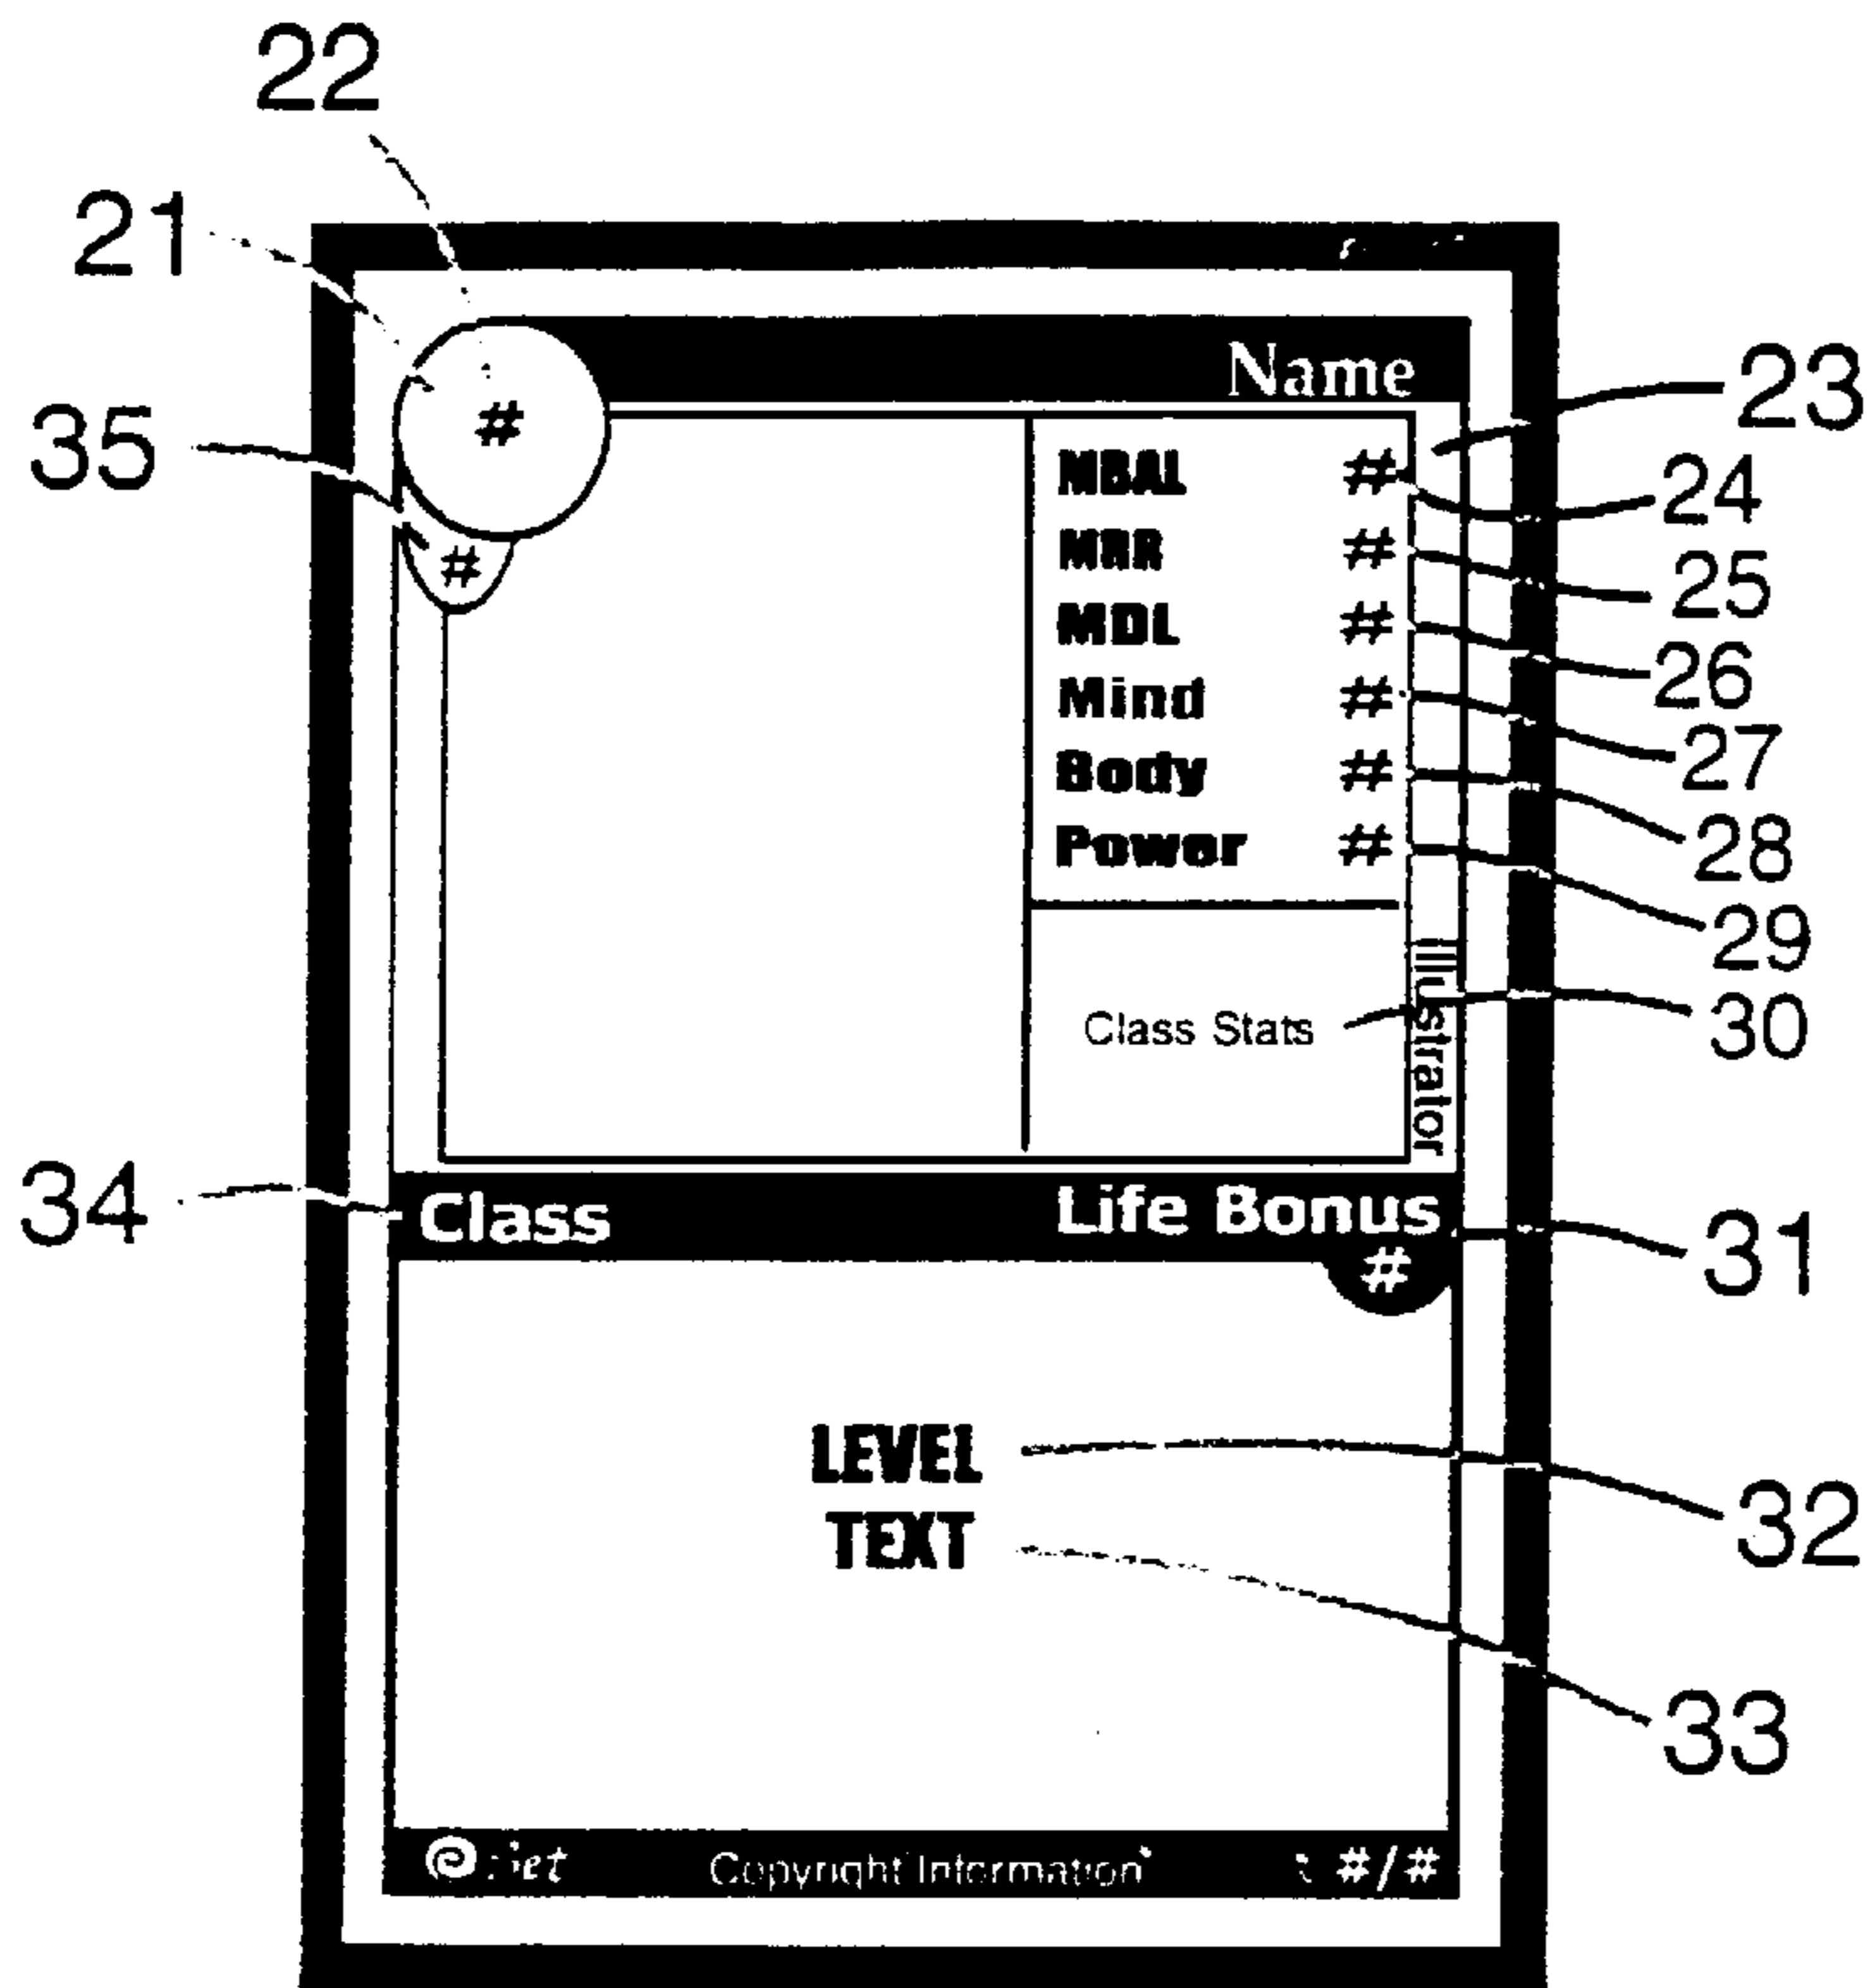 22
21
Name
23
#
35
MBAL #
24
MRR #
25
#
MDL #
26
Mind #
27
Body #
28
Power #
29
Illustrator
Class Stats
30
34
Class
Life Bonus
31
#
LEVEL
32
TEXT
33
Copyright Information
#/#